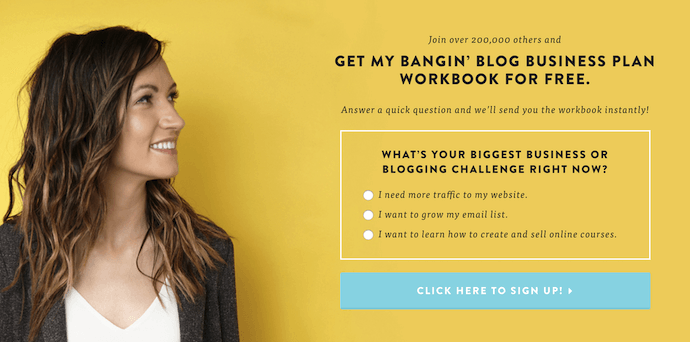 Join over 200,000 others and
GET MY BANGIN' BLOG BUSINESS PLAN
WORKBOOK FOR FREE.
Answer a quick question and we'll send you the workbook instantly!
WHAT'S YOUR BIGGEST BUSINESS OR
BLOGGING CHALLENGE RIGHT NOW?
I need more traffic to my website.
I want to grow my email list.
I want to learn how to create and sell online courses.
CLICK HERE TO SIGN UP!